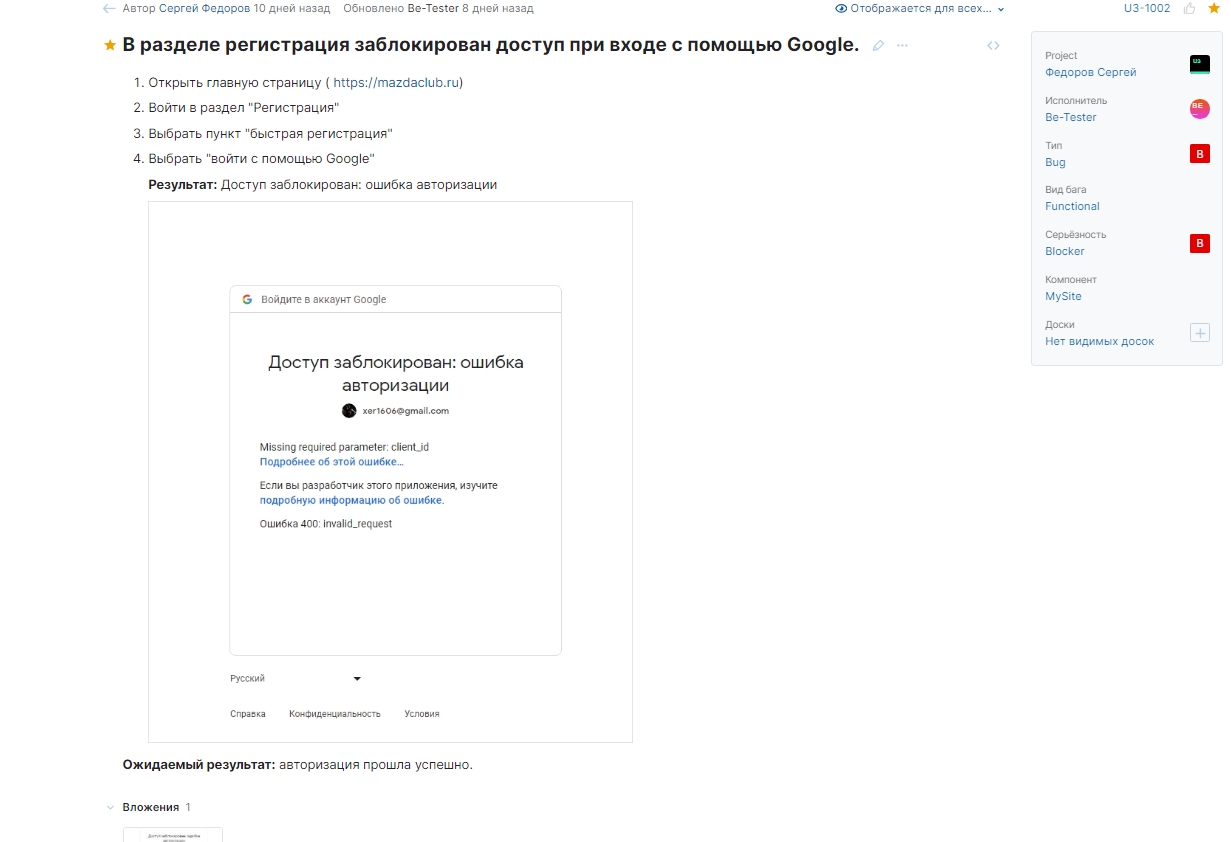 Автор Сергей Федоров 10 дней назад Обновлено Be-Tester 8 дней назад
Отображается для всех...
U3-1002
В разделе регистрация заблокирован доступ при входе с помощью Google.
1. Открыть главную страницу ( https://mazdaclub.ru)
2. Войти в раздел "Регистрация"
3. Выбрать пункт "быстрая регистрация"
4. Выбрать "войти с помощью Google"
Результат: Доступ заблокирован: ошибка авторизации
Войдите в аккаунт Google
Доступ заблокирован: ошибка
авторизации
xer1606@gmail.com
Missing required parameter: client_id
Подробнее об этой ошибке...
Если вы разработчик этого приложения, изучите
подробную информацию об ошибке.
Ошибка 400: invalid_request
Русский
Справка Конфиденциальность Условия
Ожидаемый результат: авторизация прошла успешно.
Вложения 1
Доступ заблокирован: ошибка
авторизации
Project
Федоров Сергей
U3
Исполнитель
Be-Tester
BE
Тип
Bug
B
Вид бага
Functional
Серьёзность
Blocker
B
Компонент
MySite
Доски
Нет видимых досок